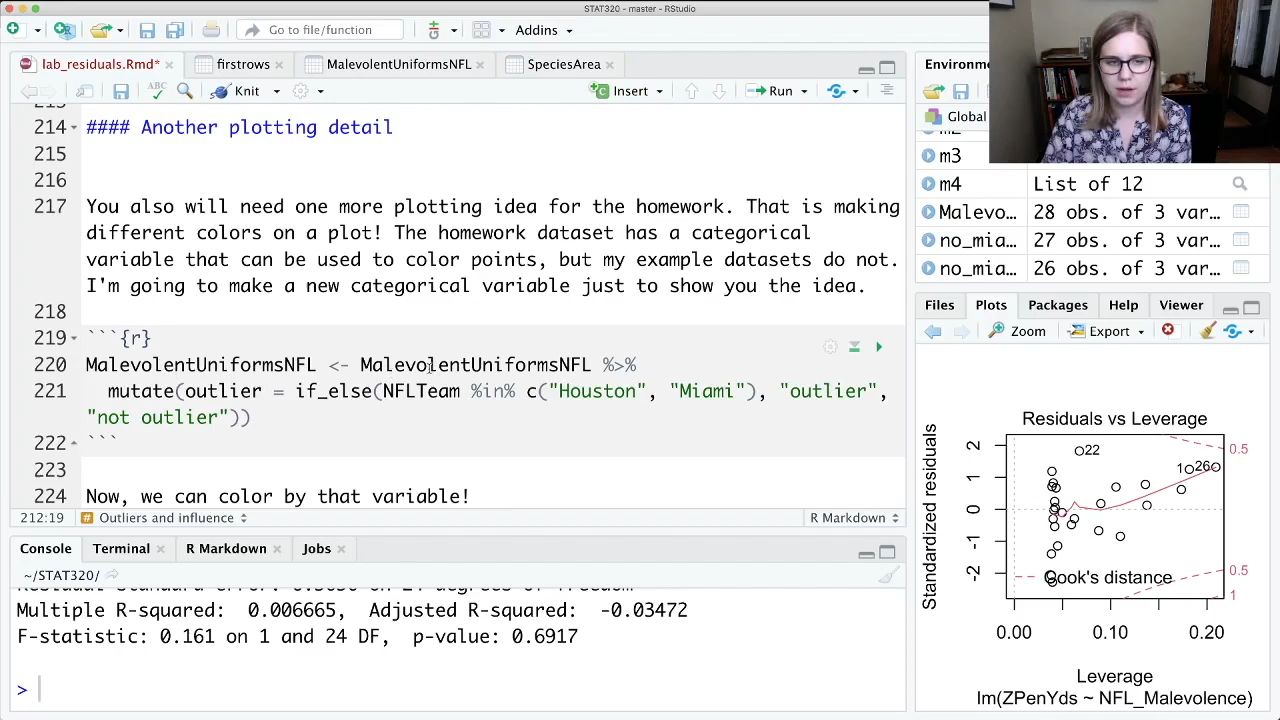 STAT320 - master - RStudio
Go to file/function
Addins
lab_residuals.Rmd*
firstrows
MalevolentUniformsNFL
SpeciesArea
ABC
Knit
Insert
Run
214 #### Another plotting detail
215
216
217 You also will need one more plotting idea for the homework. That is making
different colors on a plot! The homework dataset has a categorical
variable that can be used to color points, but my example datasets do not.
I'm going to make a new categorical variable just to show you the idea.
218
219 ```{r}
220 MalevolentUniformsNFL <- MalevolentUniformsNFL %>%
221 mutate(outlier = if_else(NFLTeam %in% c("Houston", "Miami"), "outlier",
"not outlier"))
222 ```
223
224 Now, we can color by that variable!
212:19 Outliers and influence R Markdown
Console Terminal R Markdown Jobs
~/STAT320/
Multiple R-squared: 0.006665, Adjusted R-squared: -0.03472
F-statistic: 0.161 on 1 and 24 DF, p-value: 0.6917
>
Environm
Global
m3
m4 List of 12
Malevo… 28 obs. of 3 var…
no_mia… 27 obs. of 3 var…
no_mia… 26 obs. of 3 var…
Files Plots Packages Help Viewer
Zoom Export
Residuals vs Leverage
Standardized residuals
2
1
0
-1
-2
22
1
26
0.5
0.5
1
Cook's distance
0.00 0.10 0.20
Leverage
lm(ZPenYds ~ NFL_Malevolence)